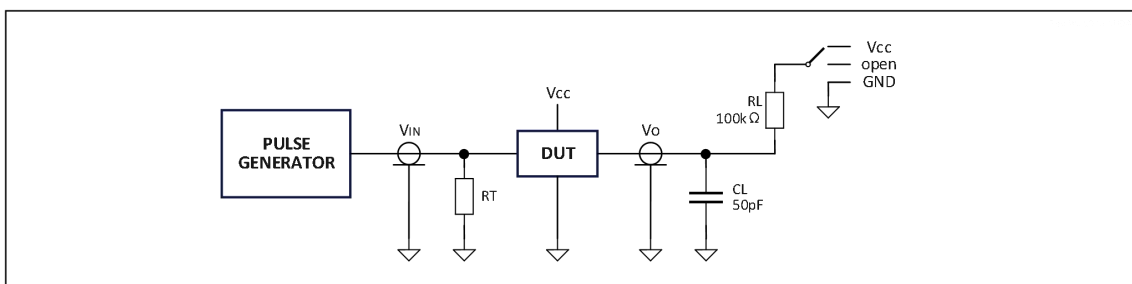 Vcc
open
GND
RL
100kΩ
Vcc
PULSE
GENERATOR
VIN
DUT
VO
RT
CL
50pF